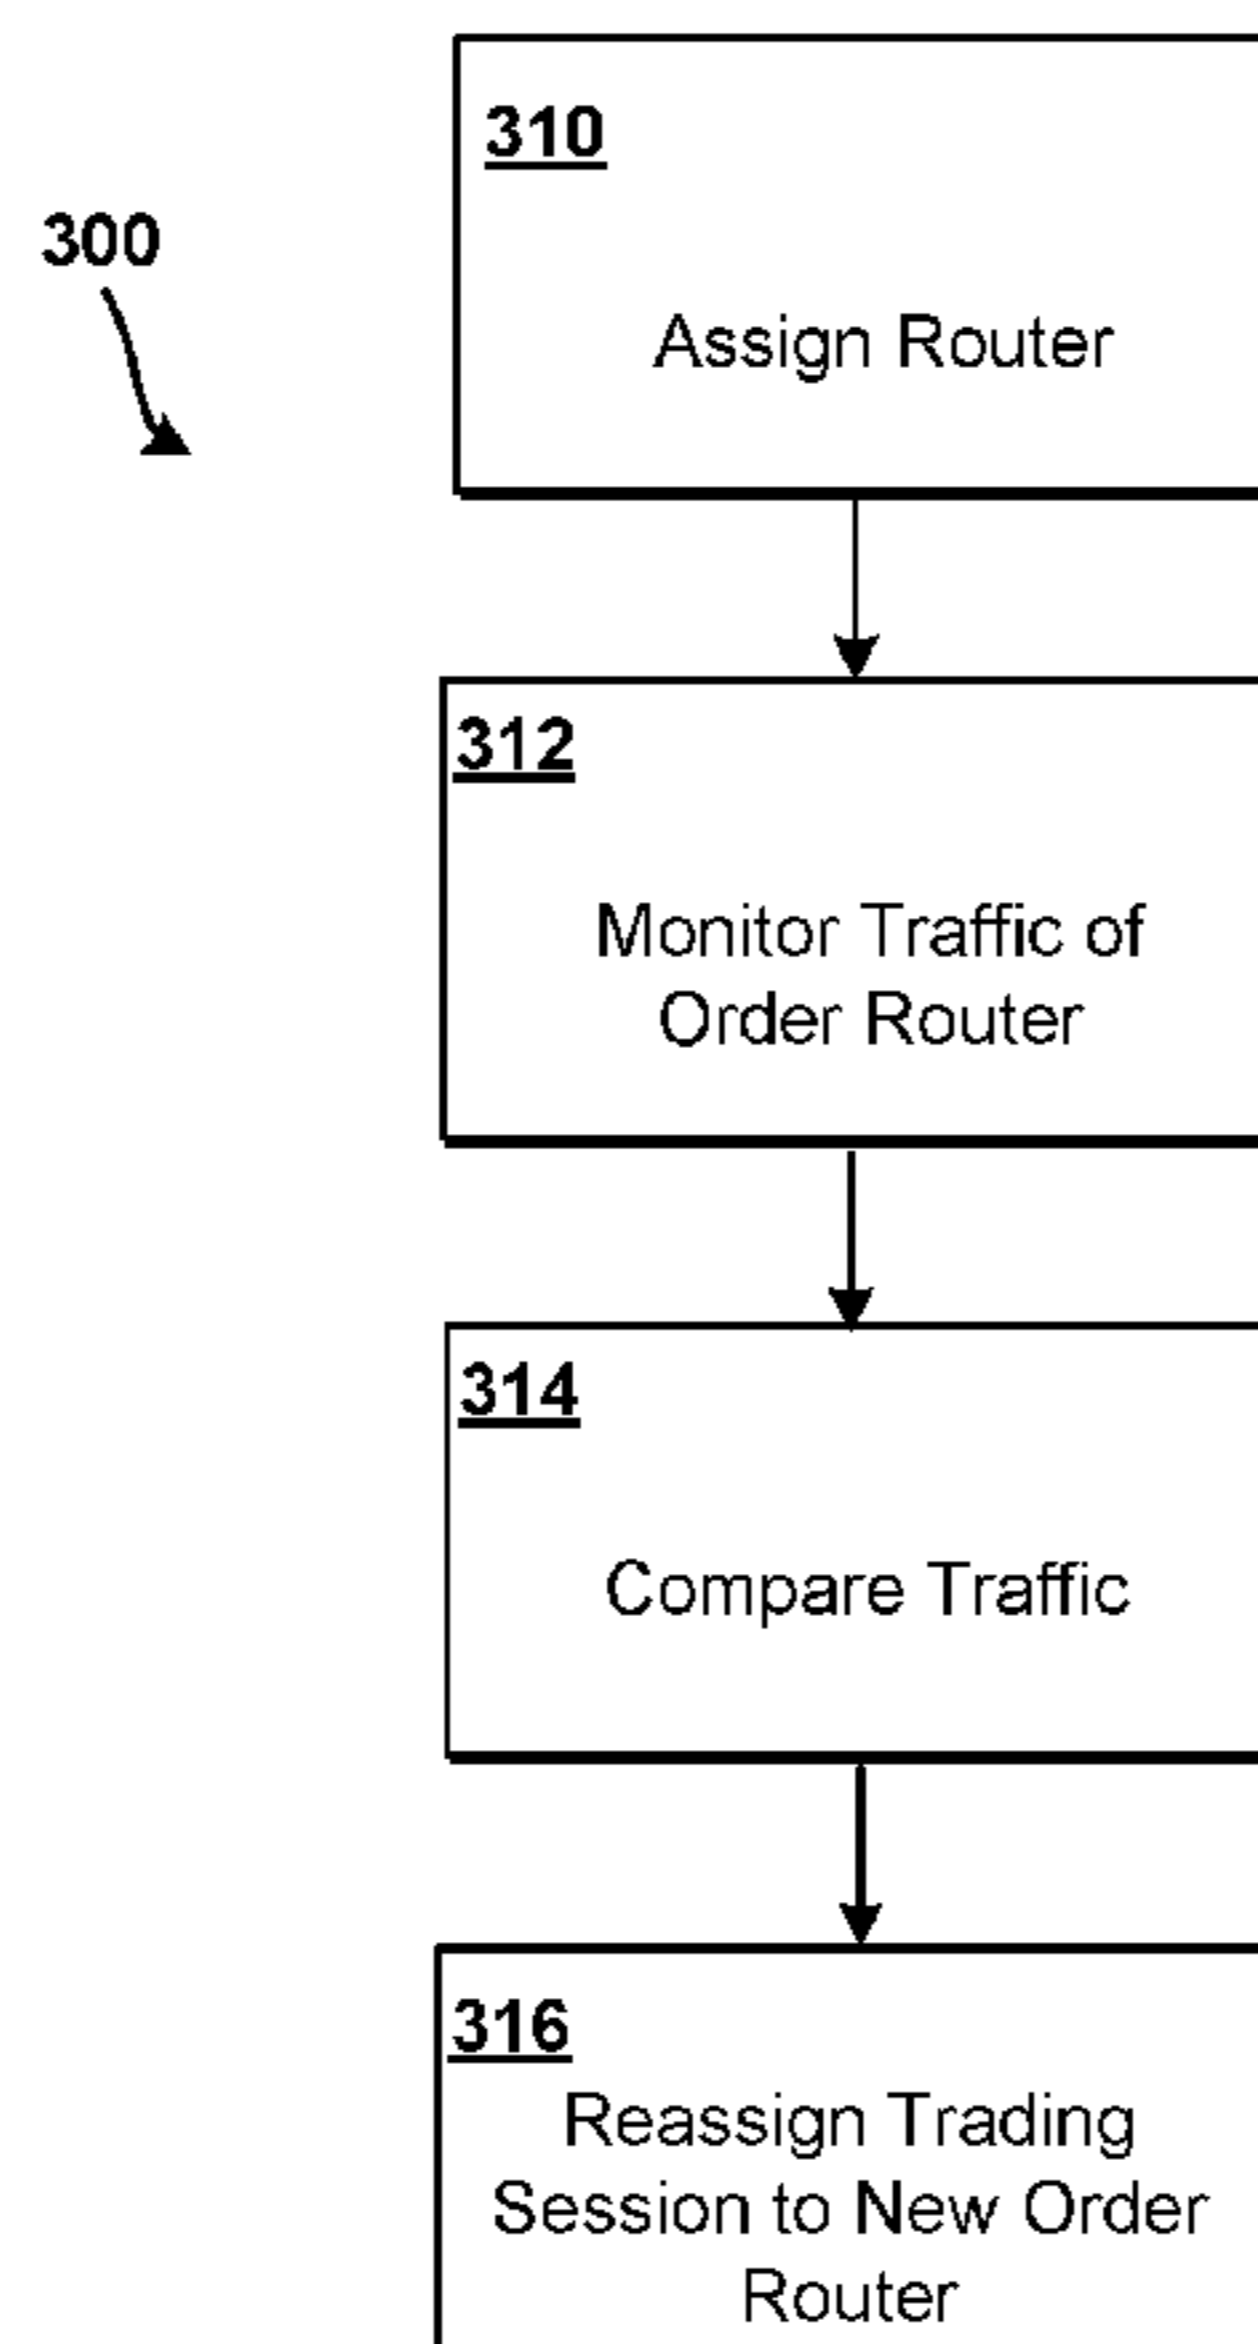 310
300
Assign Router
312
Monitor Traffic of
Order Router
314
Compare Traffic
316
Reassign Trading
Session to New Order
Router